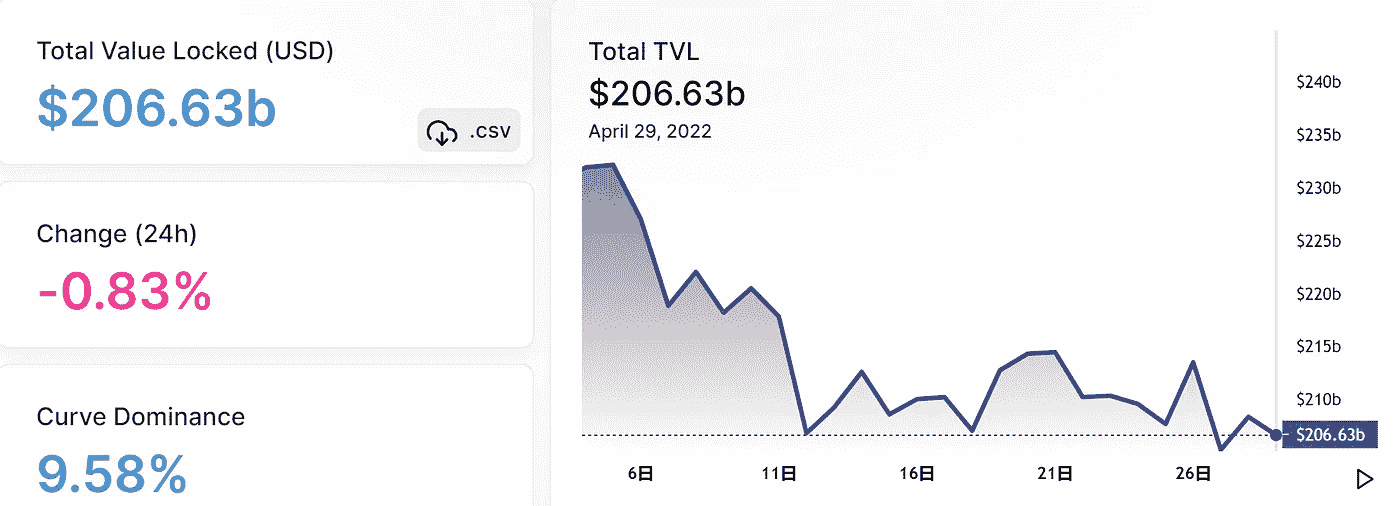 Total Value Locked (USD)
$206.63b
.csv
Change (24h)
-0.83%
Curve Dominance
9.58%
Total TVL
$206.63b
April 29, 2022
$240b
$235b
$230b
$225b
$220b
$215b
$210b
$206.63b
6日 11日 16日 21日 26日